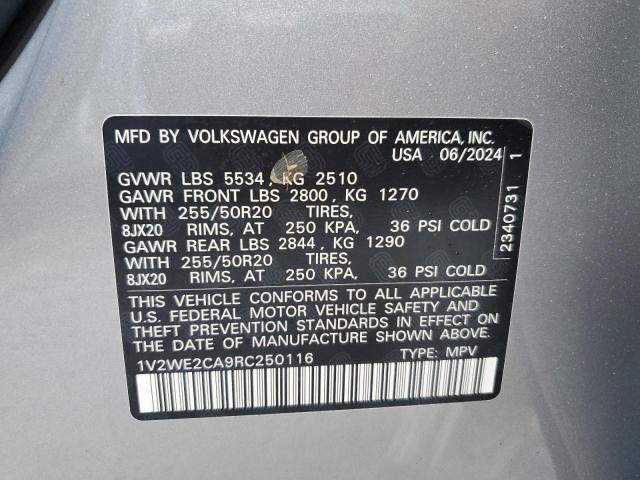 MFD BY VOLKSWAGEN GROUP OF AMERICA, INC.
USA 06/2024
GVWR LBS 5534, KG 2510
GAWR FRONT LBS 2800, KG 1270
WITH 255/50R20 TIRES,
8JX20 RIMS, AT 250 KPA, 36 PSI COLD
GAWR REAR LBS 2844, KG 1290
WITH 255/50R20 TIRES,
8JX20 RIMS, AT 250 KPA, 36 PSI COLD
THIS VEHICLE CONFORMS TO ALL APPLICABLE
U.S. FEDERAL MOTOR VEHICLE SAFETY AND
THEFT PREVENTION STANDARDS IN EFFECT ON
THE DATE OF MANUFACTURE SHOWN ABOVE.
1V2WE2CA9RC250116 TYPE: MPV
2340731 1